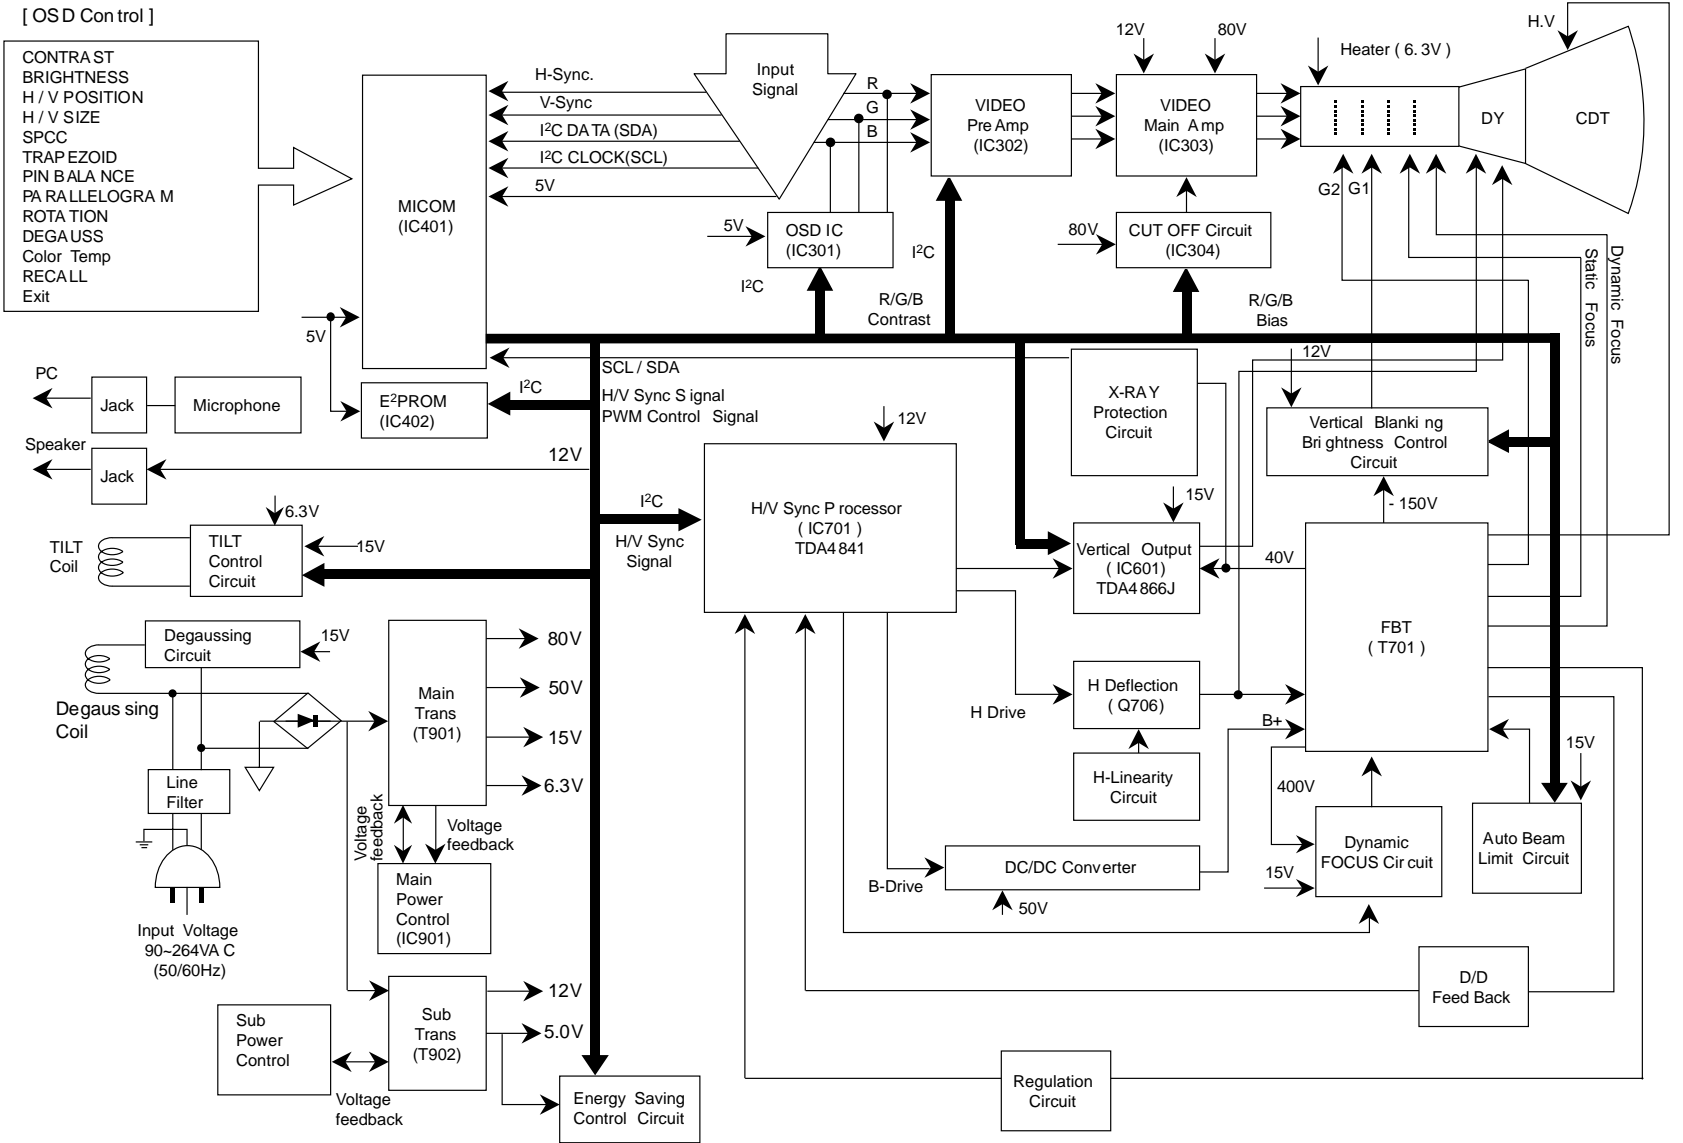 [ OSD Control ]
CONTRAST
BRIGHTNESS
H / V POSITION
H / V SIZE
SPCC
TRAPEZOID
PIN BALANCE
PARALLELOGRAM
ROTATION
DEGAUSS
Color Temp
RECALL
Exit
MICOM
(IC401)
H-Sync.
V-Sync
I²C DATA (SDA)
I²C CLOCK(SCL)
5V
Input
Signal
R
G
B
VIDEO
Pre Amp
(IC302)
12V
80V
VIDEO
Main Amp
(IC303)
Heater ( 6.3V )
H.V
DY
CDT
G2
G1
5V
OSD IC
(IC301)
I²C
I²C
80V
CUT OFF Circuit
(IC304)
R/G/B
Contrast
R/G/B
Bias
Static Focus
Dynamic Focus
5V
E²PROM
(IC402)
I²C
SCL / SDA
H/V Sync Signal
PWM Control Signal
X-RAY
Protection
Circuit
12V
Vertical Blanking
Brightness Control
Circuit
- 150V
PC
Jack
Microphone
Speaker
Jack
12V
12V
I²C
H/V Sync
Signal
H/V Sync Processor
( IC701 )
TDA4841
15V
Vertical Output
( IC601)
TDA4866J
40V
FBT
( T701 )
TILT
Coil
6.3V
TILT
Control
Circuit
15V
Degaussing
Circuit
15V
Degaussing
Coil
Main
Trans
(T901)
80V
50V
15V
6.3V
H Drive
H Deflection
( Q706)
B+
H-Linearity
Circuit
400V
15V
Dynamic
FOCUS Circuit
15V
Auto Beam
Limit Circuit
Line
Filter
Voltage
feedback
Voltage
feedback
Main
Power
Control
(IC901)
B-Drive
DC/DC Converter
50V
Input Voltage
90~264VAC
(50/60Hz)
Sub
Power
Control
Voltage
feedback
Sub
Trans
(T902)
12V
5.0V
Energy Saving
Control Circuit
D/D
Feed Back
Regulation
Circuit